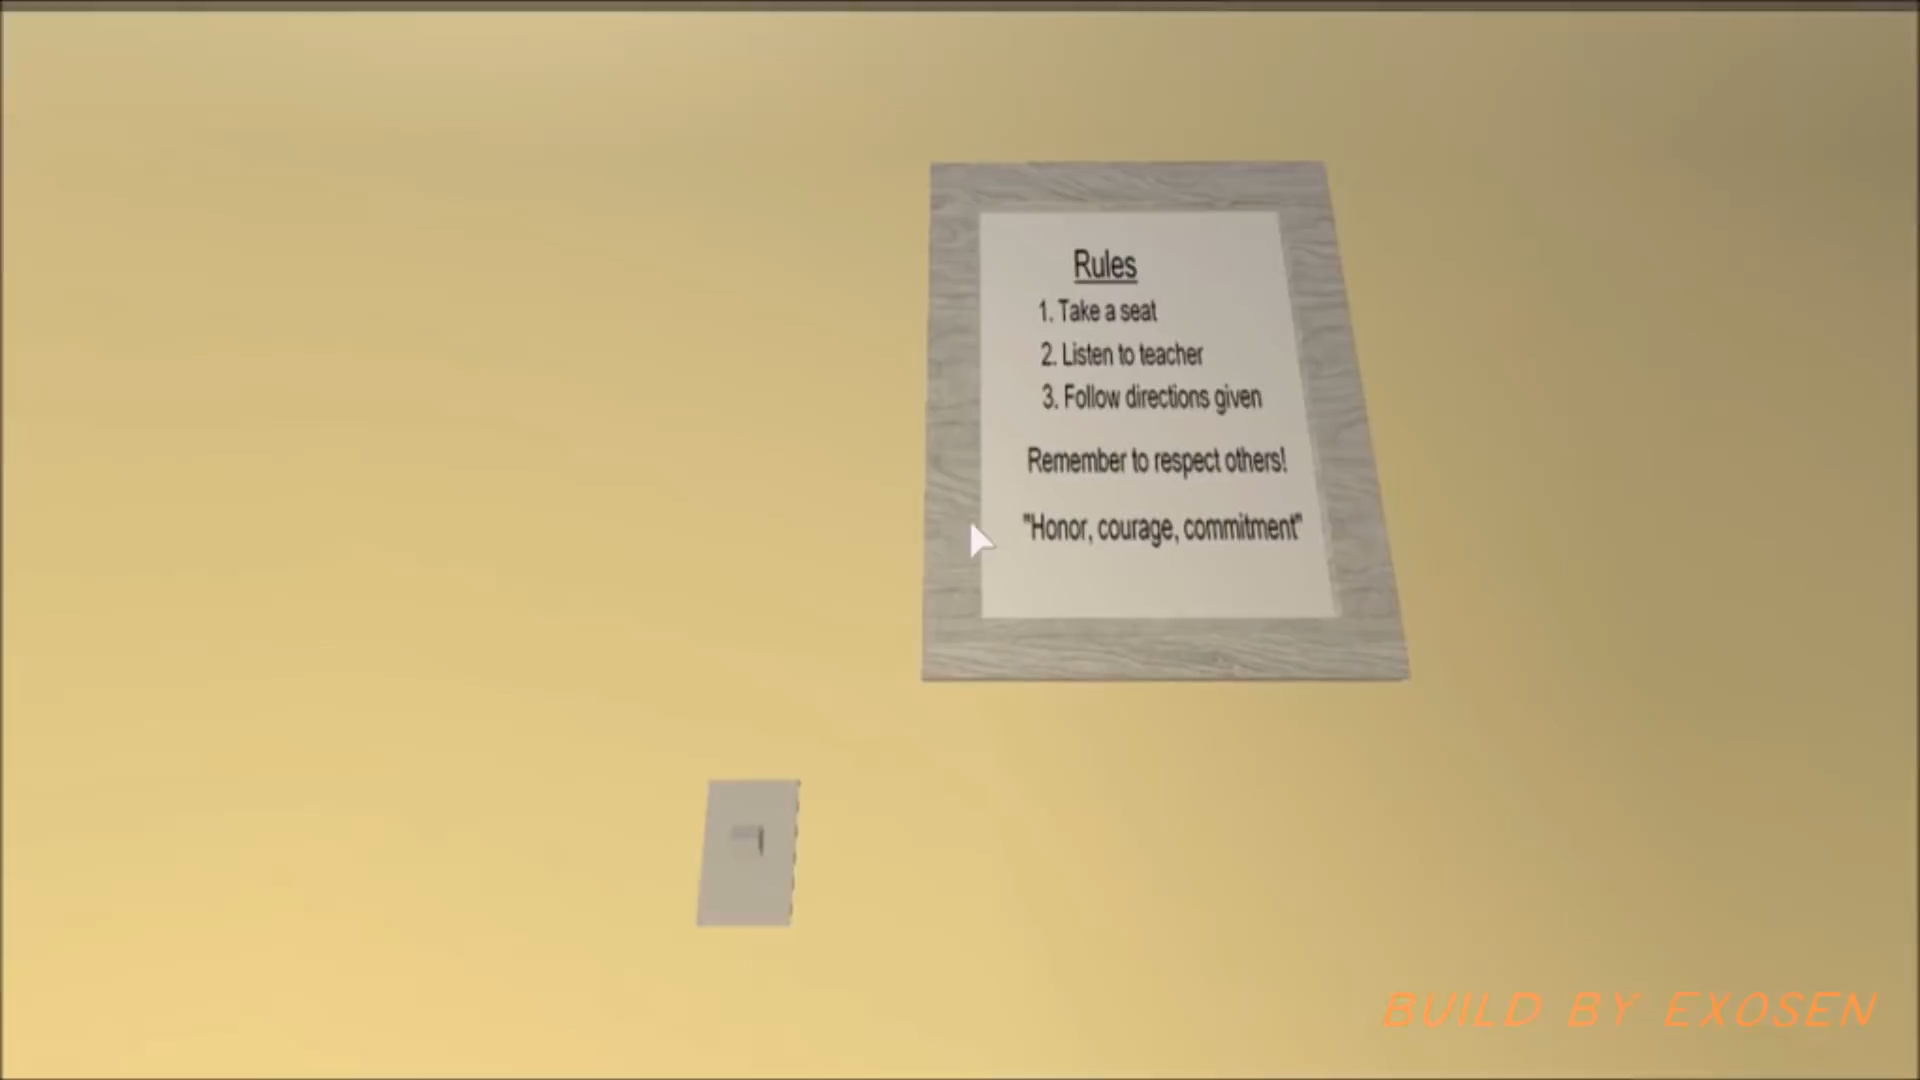 Rules
1. Take a seat
2. Listen to teacher
3. Follow directions given
Remember to respect others!
"Honor, courage, commitment"
BUILD BY EXOSEN